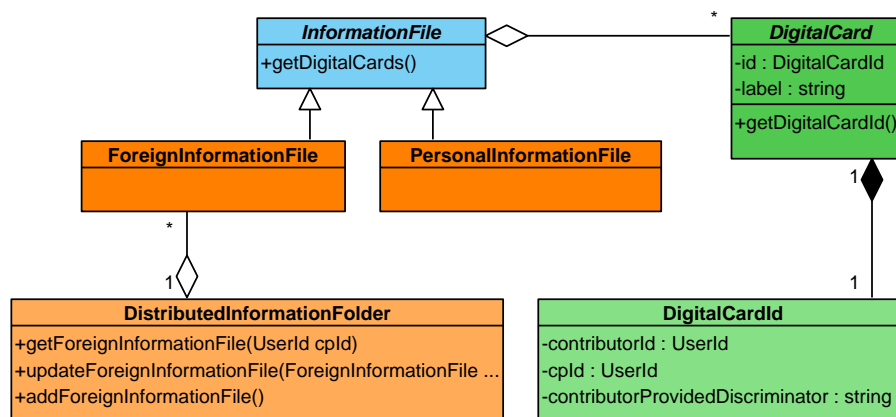 InformationFile
+getDigitalCards()
*
DigitalCard
-id : DigitalCardId
-label : string
+getDigitalCardId()
ForeignInformationFile
PersonalInformationFile
*
1
1
1
DistributedInformationFolder
+getForeignInformationFile(UserId cpId)
+updateForeignInformationFile(ForeignInformationFile ...
+addForeignInformationFile()
DigitalCardId
-contributorId : UserId
-cpId : UserId
-contributorProvidedDiscriminator : string